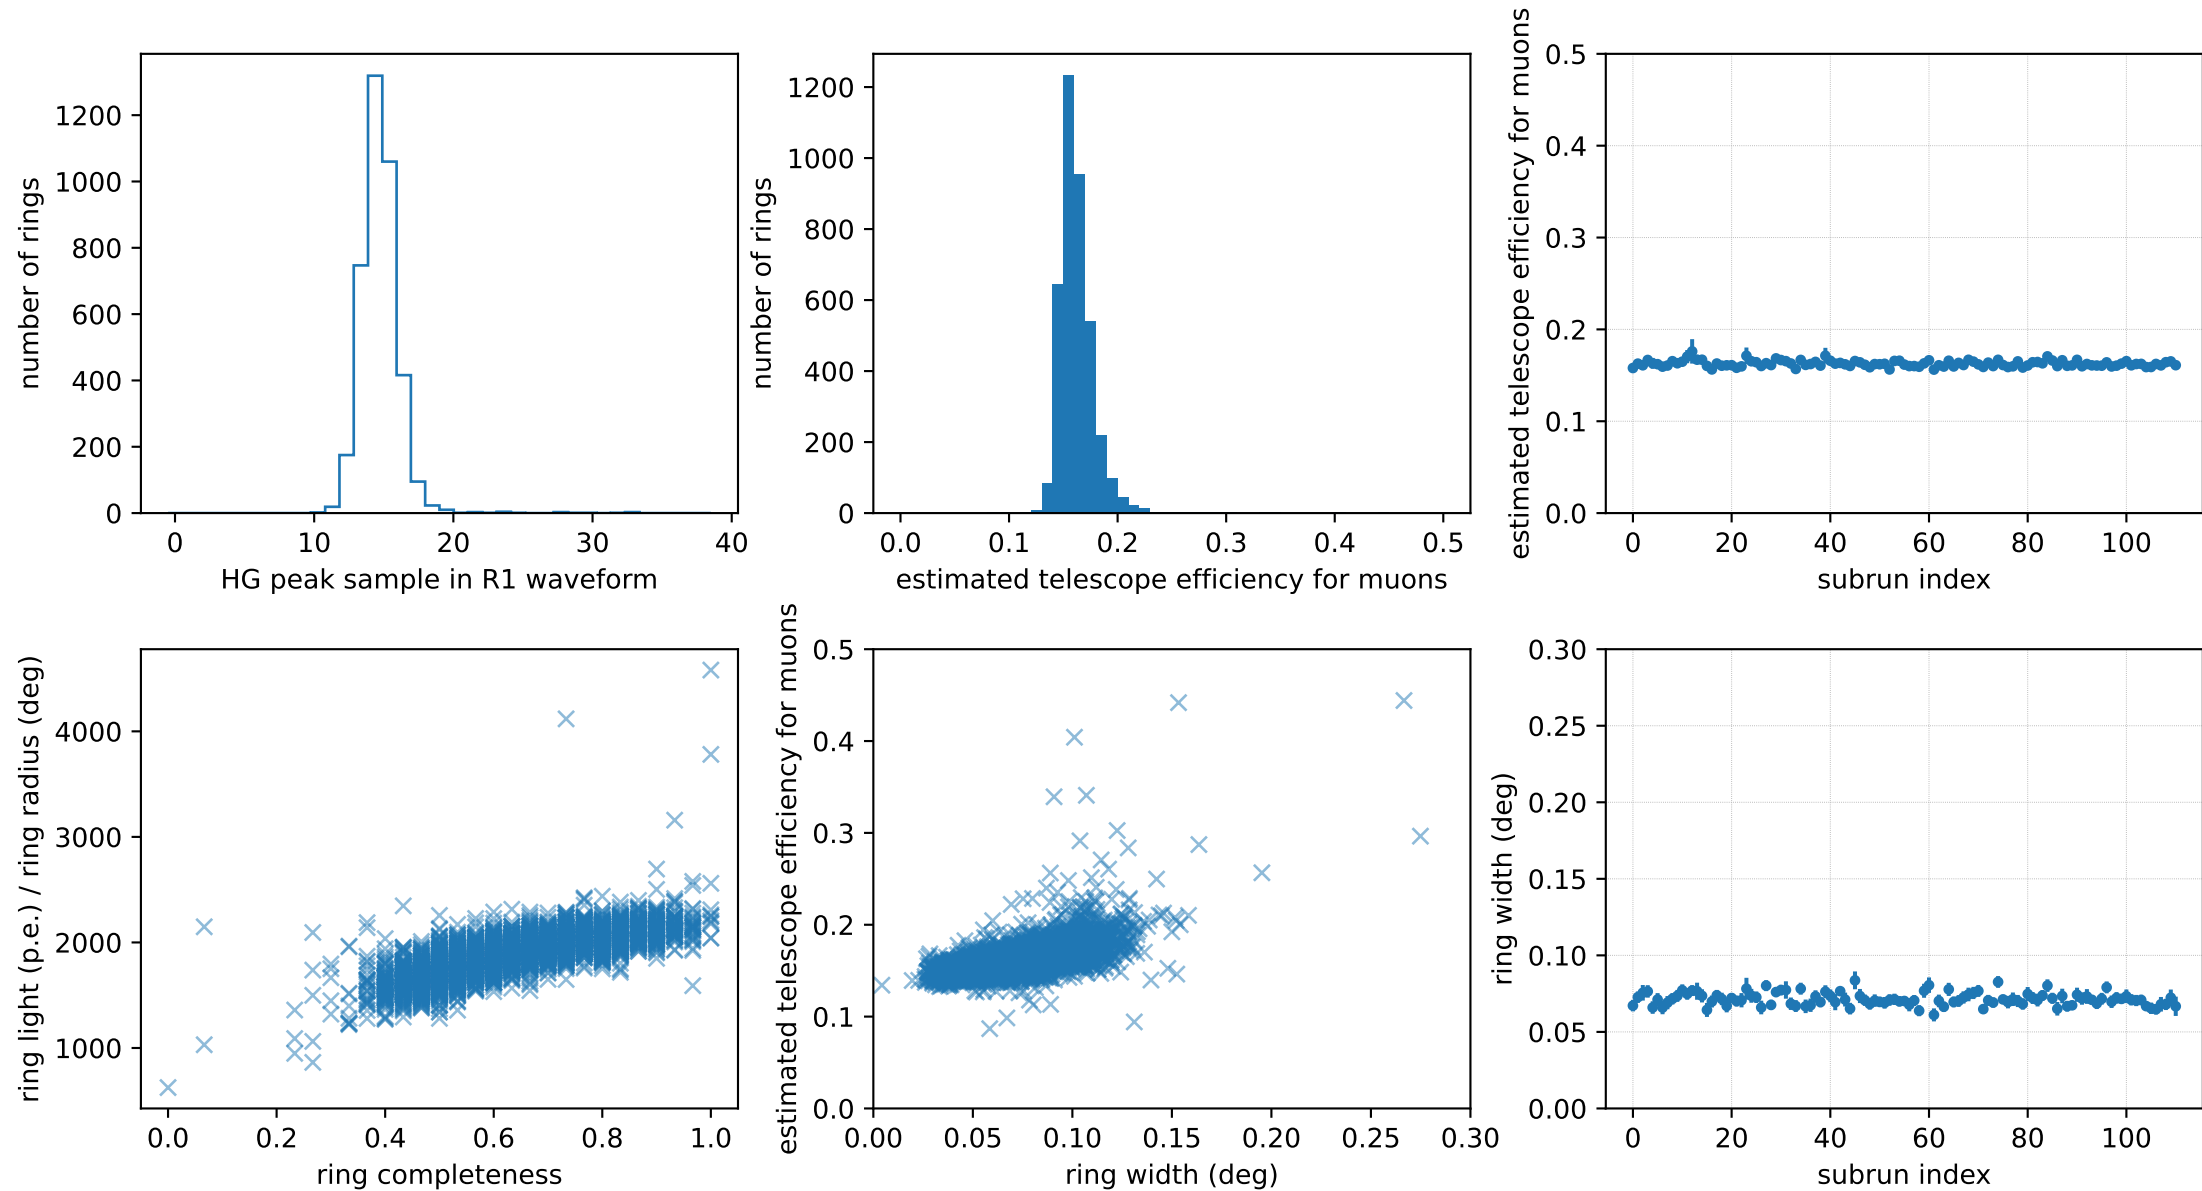 number of rings
1200
1000
800
600
400
200
0
0 10 20 30 40
HG peak sample in R1 waveform
number of rings
1200
1000
800
600
400
200
0
0.0 0.1 0.2 0.3 0.4 0.5
estimated telescope efficiency for muons
estimated telescope efficiency for muons
0.5
0.4
0.3
0.2
0.1
0.0
0 20 40 60 80 100
subrun index
ring light (p.e.) / ring radius (deg)
4000
3000
2000
1000
0.0 0.2 0.4 0.6 0.8 1.0
ring completeness
estimated telescope efficiency for muons
0.5
0.4
0.3
0.2
0.1
0.0
0.00 0.05 0.10 0.15 0.20 0.25 0.30
ring width (deg)
ring width (deg)
0.30
0.25
0.20
0.15
0.10
0.05
0.00
0 20 40 60 80 100
subrun index